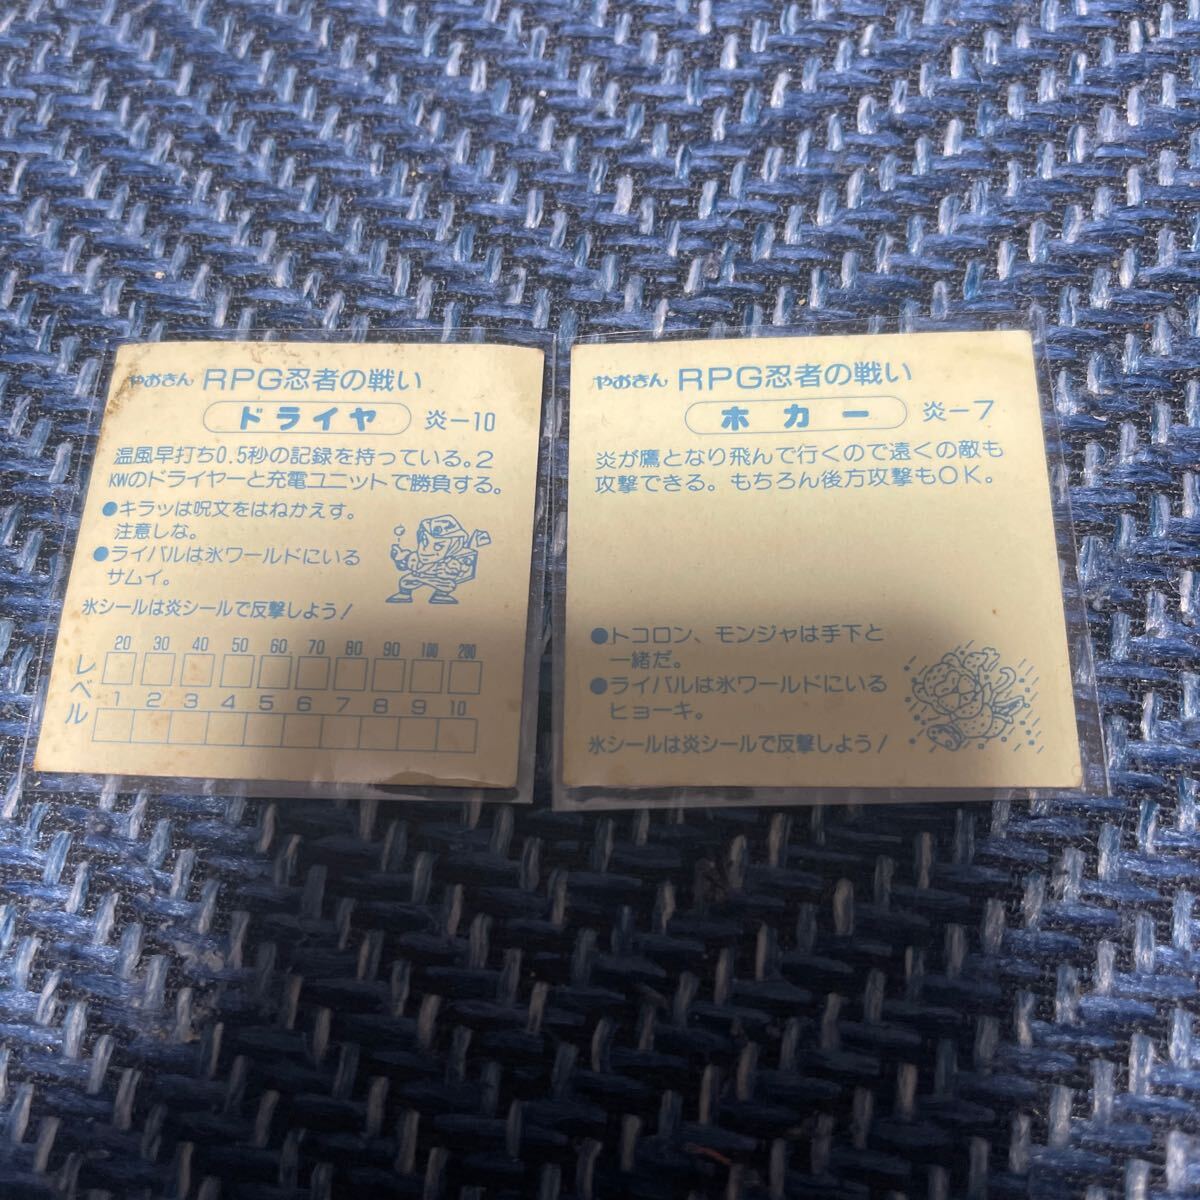 やおきん RPG忍者の戦い
ドライヤ 炎-10
温風早打ち0.5秒の記録を持っている。2
KWのドライヤーと充電ユニットで勝負する。
●キラッは呪文をはねかえす。
注意しな。
●ライバルは氷ワールドにいる
サムイ。
氷シールは炎シールで反撃しよう!
20 30 40 50 60 70 80 90 100 200
レベル
1 2 3 4 5 6 7 8 9 10
やおきん RPG忍者の戦い
ホカー 炎-7
炎が鷹となり飛んで行くので遠くの敵も
攻撃できる。もちろん後方攻撃もOK。
●トコロン、モンジャは手下と
一緒だ。
●ライバルは氷ワールドにいる
ヒョーキ。
氷シールは炎シールで反撃しよう!